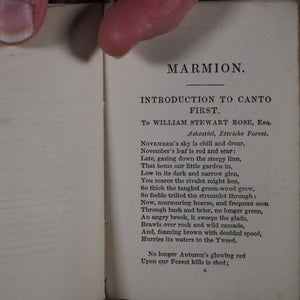 MARMION.
INTRODUCTION TO CANTO
FIRST.
To WILLIAM STEWART ROSE, Esq.
Ashestiel, Ettricke Forest.
NOVEMBER'S sky is chill and drear,
November's leaf is red and sear:
Late, gazing down the steepy linn,
That hems our little garden in,
Low in its dark and narrow glen,
You scarce the rivulet might ken,
So thick the tangled green-wood grew,
So feeble trilled the streamlet through:
Now, murmuring hoarse, and frequent seen
Through bush and brier, no longer green,
An angry brook, it sweeps the glade,
Brawls over rock and wild cascade,
And, foaming brown with doubled speed,
Hurries its waters to the Tweed.
No longer Autumn's glowing red
Upon our Forest hills is shed;
A